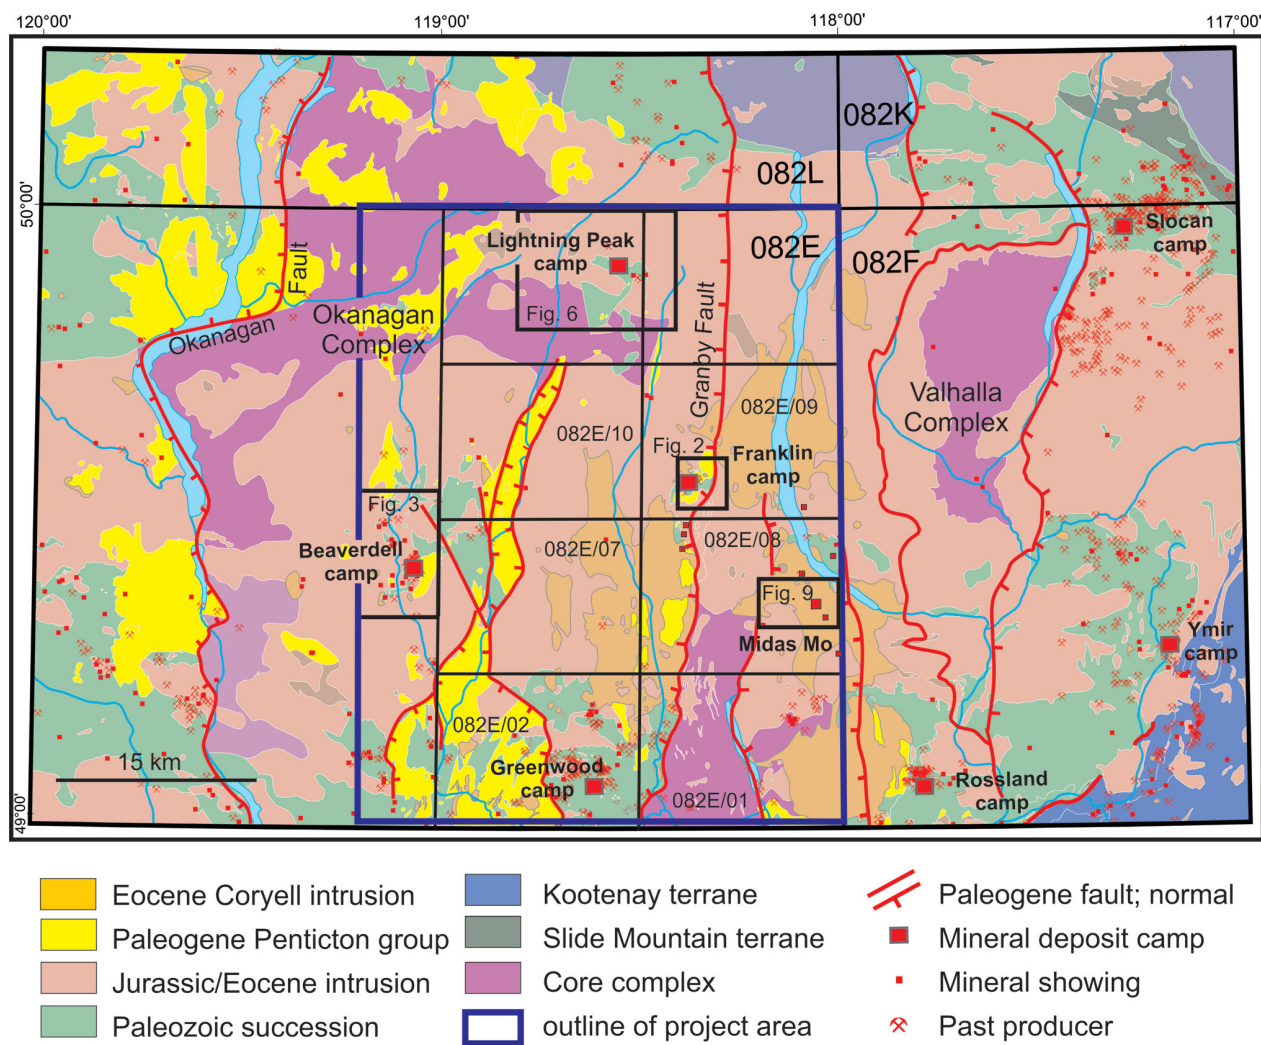 120°00'
119°00'
118°00'
117°00'
50°00'
49°00'
082K
082L
082E
082F
Slocan
camp
Lightning Peak
camp
Fault
Okanagan
Okanagan
Complex
Fig. 6
Granby Fault
Valhalla
Complex
082E/09
082E/10
Fig. 2
Franklin
camp
Fig. 3
Beaverdell
camp
082E/07
082E/08
Fig. 9
Midas Mo
Ymir
camp
082E/02
15 km
Greenwood
camp
082E/01
Rossland
camp
Eocene Coryell intrusion
Paleogene Penticton group
Jurassic/Eocene intrusion
Paleozoic succession
Kootenay terrane
Slide Mountain terrane
Core complex
outline of project area
Paleogene fault; normal
Mineral deposit camp
Mineral showing
Past producer